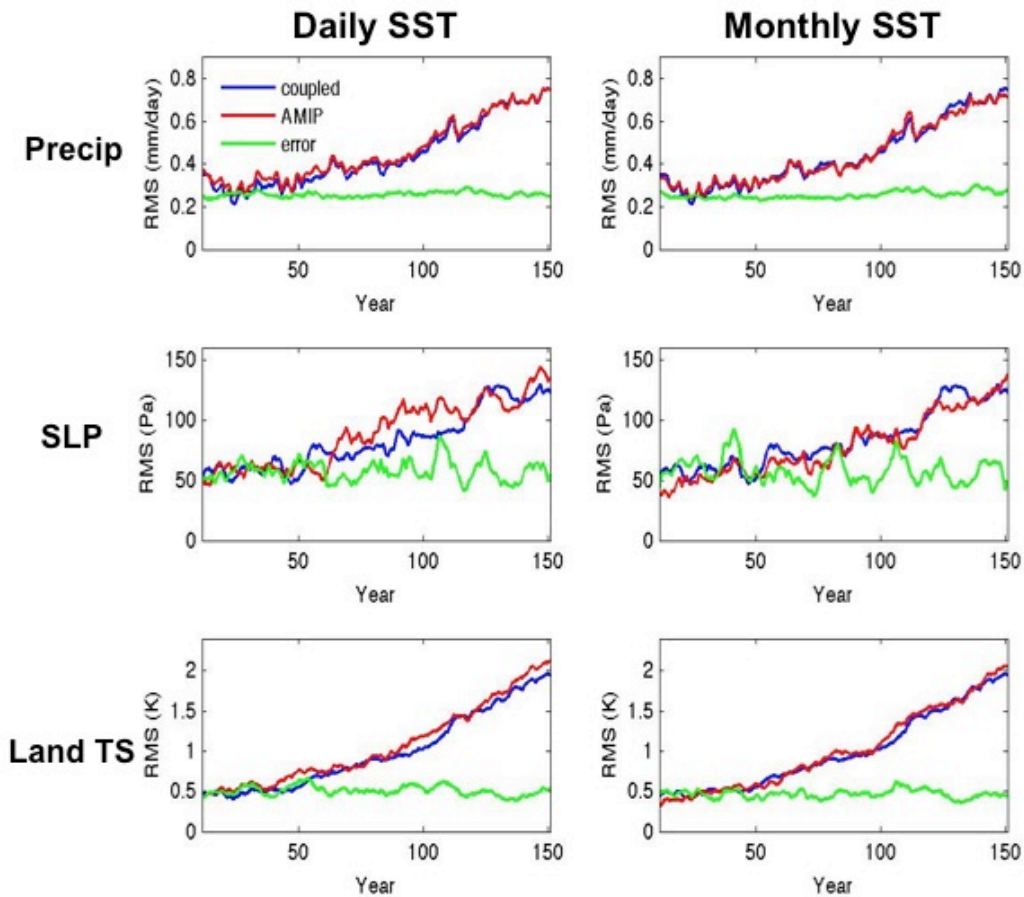 Daily SST
Monthly SST
Precip
RMS (mm/day)
0.8
0.6
0.4
0.2
0
coupled
AMIP
error
50
100
150
Year
RMS (mm/day)
0.8
0.6
0.4
0.2
0
50
100
150
Year
SLP
RMS (Pa)
150
100
50
0
50
100
150
Year
RMS (Pa)
150
100
50
0
50
100
150
Year
Land TS
RMS (K)
2
1.5
1
0.5
0
50
100
150
Year
RMS (K)
2
1.5
1
0.5
0
50
100
150
Year